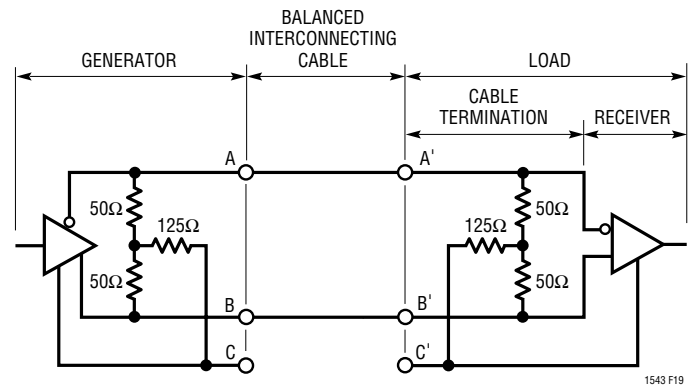 BALANCED
INTERCONNECTING
CABLE
GENERATOR
LOAD
CABLE
TERMINATION
RECEIVER
A
A'
50Ω
125Ω
50Ω
125Ω
50Ω
50Ω
B
B'
C
C'
1543 F19